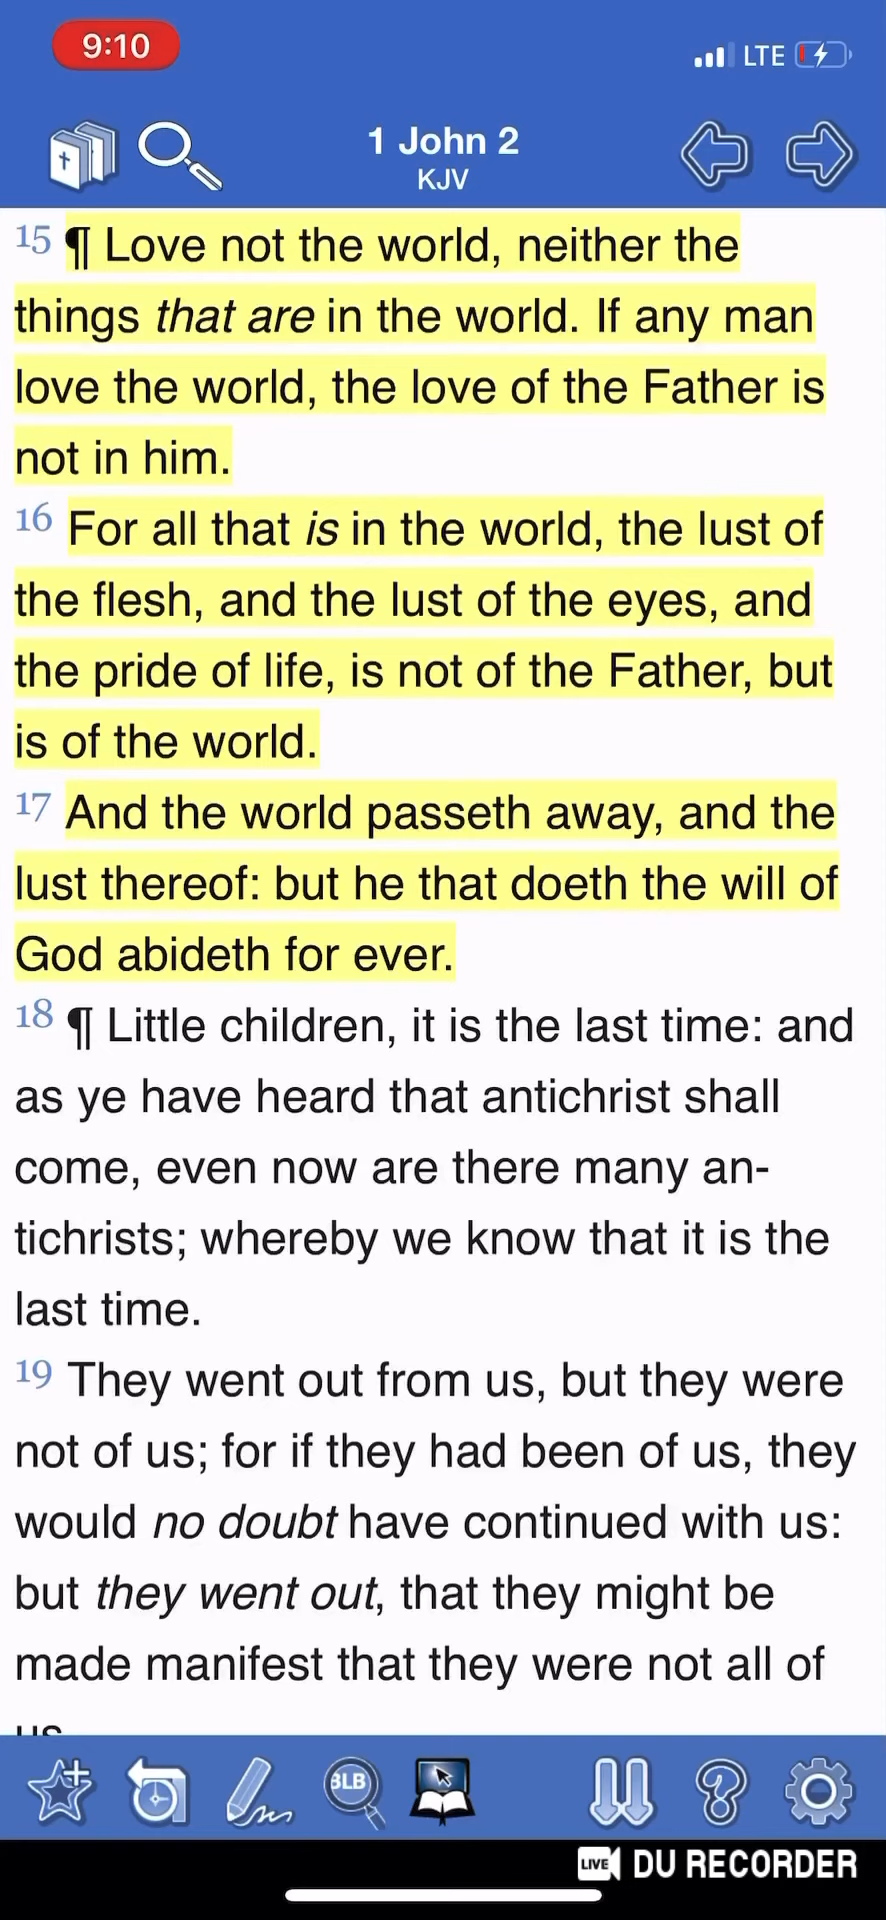 9:10
LTE
1 John 2
KJV
15 ¶ Love not the world, neither the
things that are in the world. If any man
love the world, the love of the Father is
not in him.
16 For all that is in the world, the lust of
the flesh, and the lust of the eyes, and
the pride of life, is not of the Father, but
is of the world.
17 And the world passeth away, and the
lust thereof: but he that doeth the will of
God abideth for ever.
18 ¶ Little children, it is the last time: and
as ye have heard that antichrist shall
come, even now are there many an-
tichrists; whereby we know that it is the
last time.
19 They went out from us, but they were
not of us; for if they had been of us, they
would no doubt have continued with us:
but they went out, that they might be
made manifest that they were not all of
us
BLB
LIVE DU RECORDER